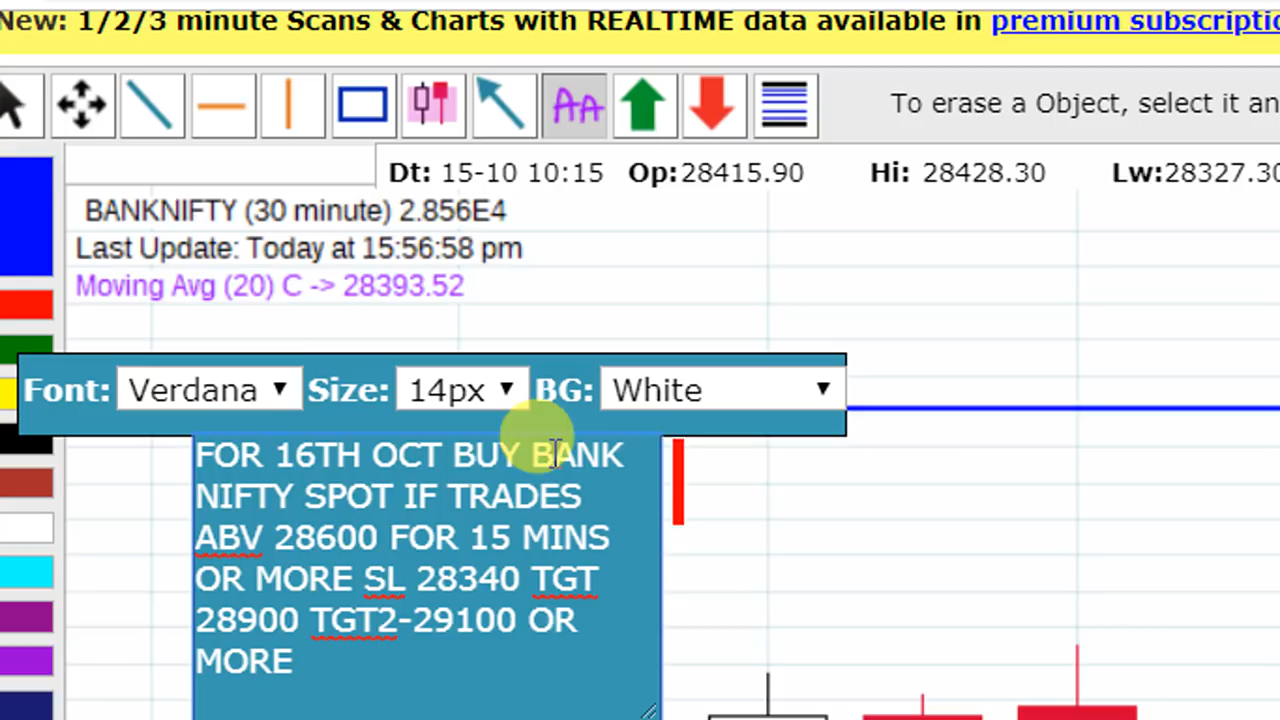 New: 1/2/3 minute Scans & Charts with REALTIME data available in premium subscriptio
AA
To erase a Object, select it an
Dt: 15-10 10:15 Op:28415.90 Hi: 28428.30 Lw:28327.30
BANKNIFTY (30 minute) 2.856E4
Last Update: Today at 15:56:58 pm
Moving Avg (20) C -> 28393.52
Font: Verdana Size: 14px BG: White
FOR 16TH OCT BUY BANK
NIFTY SPOT IF TRADES
ABV 28600 FOR 15 MINS
OR MORE SL 28340 TGT
28900 TGT2-29100 OR
MORE